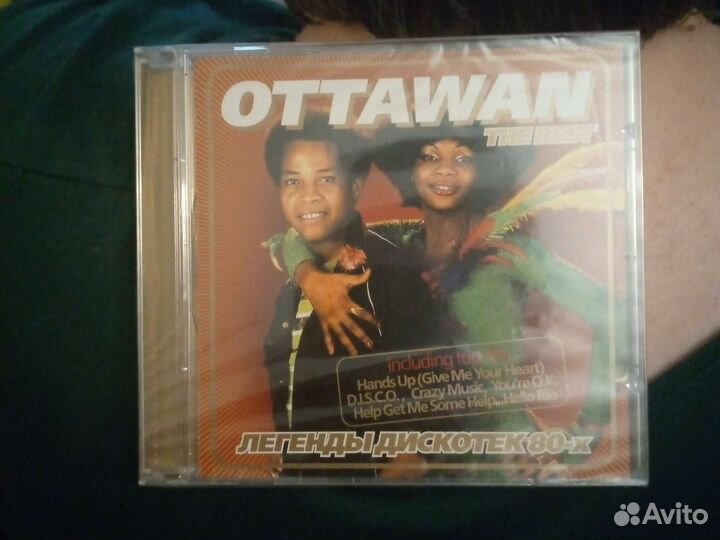 OTTAWAN
THE BEST
including top
Hands Up (Give Me Your Heart)
D.I.S.C.O., Crazy Music, You're O.K.
Help Get Me Some Help...Hello Rio
ЛЕГЕНДЫ ДИСКОТЕК 80-х
Avito